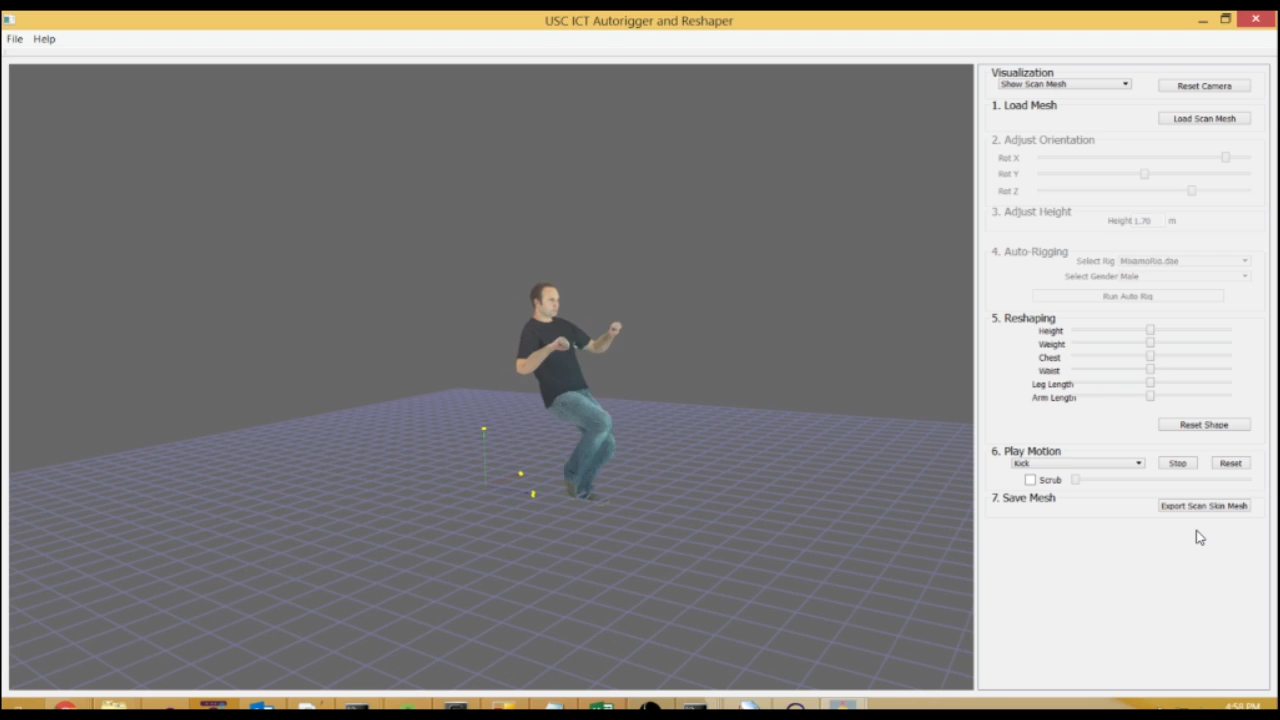 USC ICT Autorigger and Reshaper
File Help
Visualization
Show Scan Mesh
Reset Camera
1. Load Mesh
Load Scan Mesh
2. Adjust Orientation
Rot X
Rot Y
Rot Z
3. Adjust Height
Height 1.70 m
4. Auto-Rigging
Select Rig MixamoRig.dae
Select Gender Male
Run Auto Rig
5. Reshaping
Height
Weight
Chest
Waist
Leg Length
Arm Length
Reset Shape
6. Play Motion
Kick
Stop
Reset
Scrub
7. Save Mesh
Export Scan Skin Mesh
4:58 PM